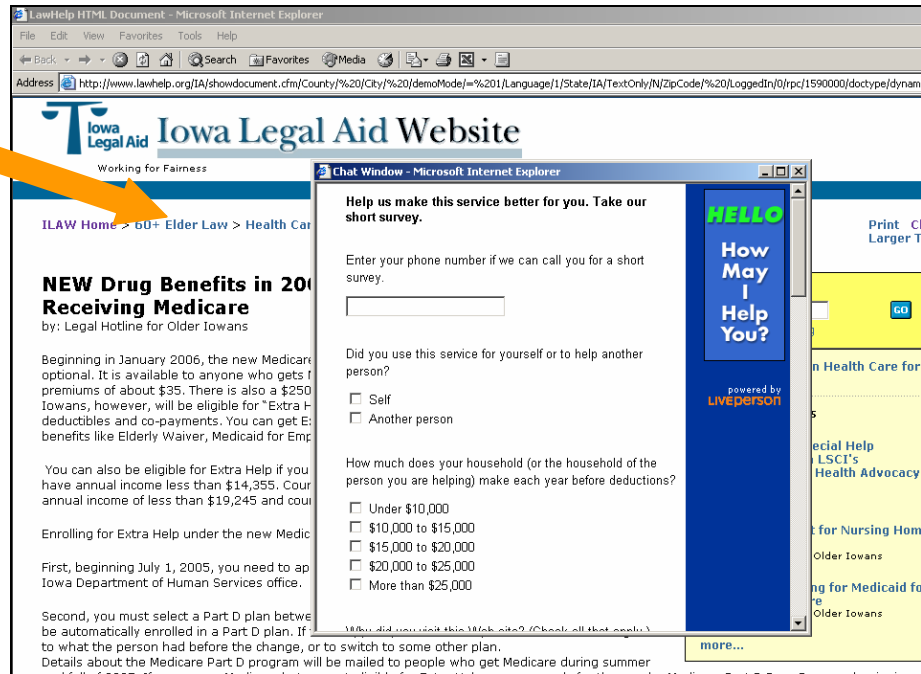 LawHelp HTML Document - Microsoft Internet Explorer
File Edit View Favorites Tools Help
Back Search Favorites Media
Address http://www.lawhelp.org/IA/showdocument.cfm/County/%20/City/%20/demoMode/=%201/Language/1/State/IA/TextOnly/N/ZipCode/%20/LoggedIn/0/rpc/1590000/doctype/dynam
Iowa Legal Aid
Iowa Legal Aid Website
Working for Fairness
ILAW Home > 60+ Elder Law > Health Car
Print
Larger T
NEW Drug Benefits in 20
Receiving Medicare
by: Legal Hotline for Older Iowans
Beginning in January 2006, the new Medicare
optional. It is available to anyone who gets
premiums of about $35. There is also a $250
Iowans, however, will be eligible for "Extra H
deductibles and co-payments. You can get E
benefits like Elderly Waiver, Medicaid for Emp
You can also be eligible for Extra Help if you
have annual income less than $14,355. Cour
annual income of less than $19,245 and cou
Enrolling for Extra Help under the new Medic
First, beginning July 1, 2005, you need to ap
Iowa Department of Human Services office.
Second, you must select a Part D plan betwe
be automatically enrolled in a Part D plan. If
to what the person had before the change, or to switch to some other plan.
Details about the Medicare Part D program will be mailed to people who get Medicare during summer
Chat Window - Microsoft Internet Explorer
Help us make this service better for you. Take our
short survey.
Enter your phone number if we can call you for a short
survey.
Did you use this service for yourself or to help another
person?
Self
Another person
How much does your household (or the household of the
person you are helping) make each year before deductions?
Under $10,000
$10,000 to $15,000
$15,000 to $20,000
$20,000 to $25,000
More than $25,000
Why did you visit this Web site? (Check all that apply.)
HELLO
How
May
I
Help
You?
powered by
LIVEperson
GO
n Health Care for
ecial Help
LSCI's
Health Advocacy
t for Nursing Hom
Older Iowans
ng for Medicaid fo
re
Older Iowans
more...